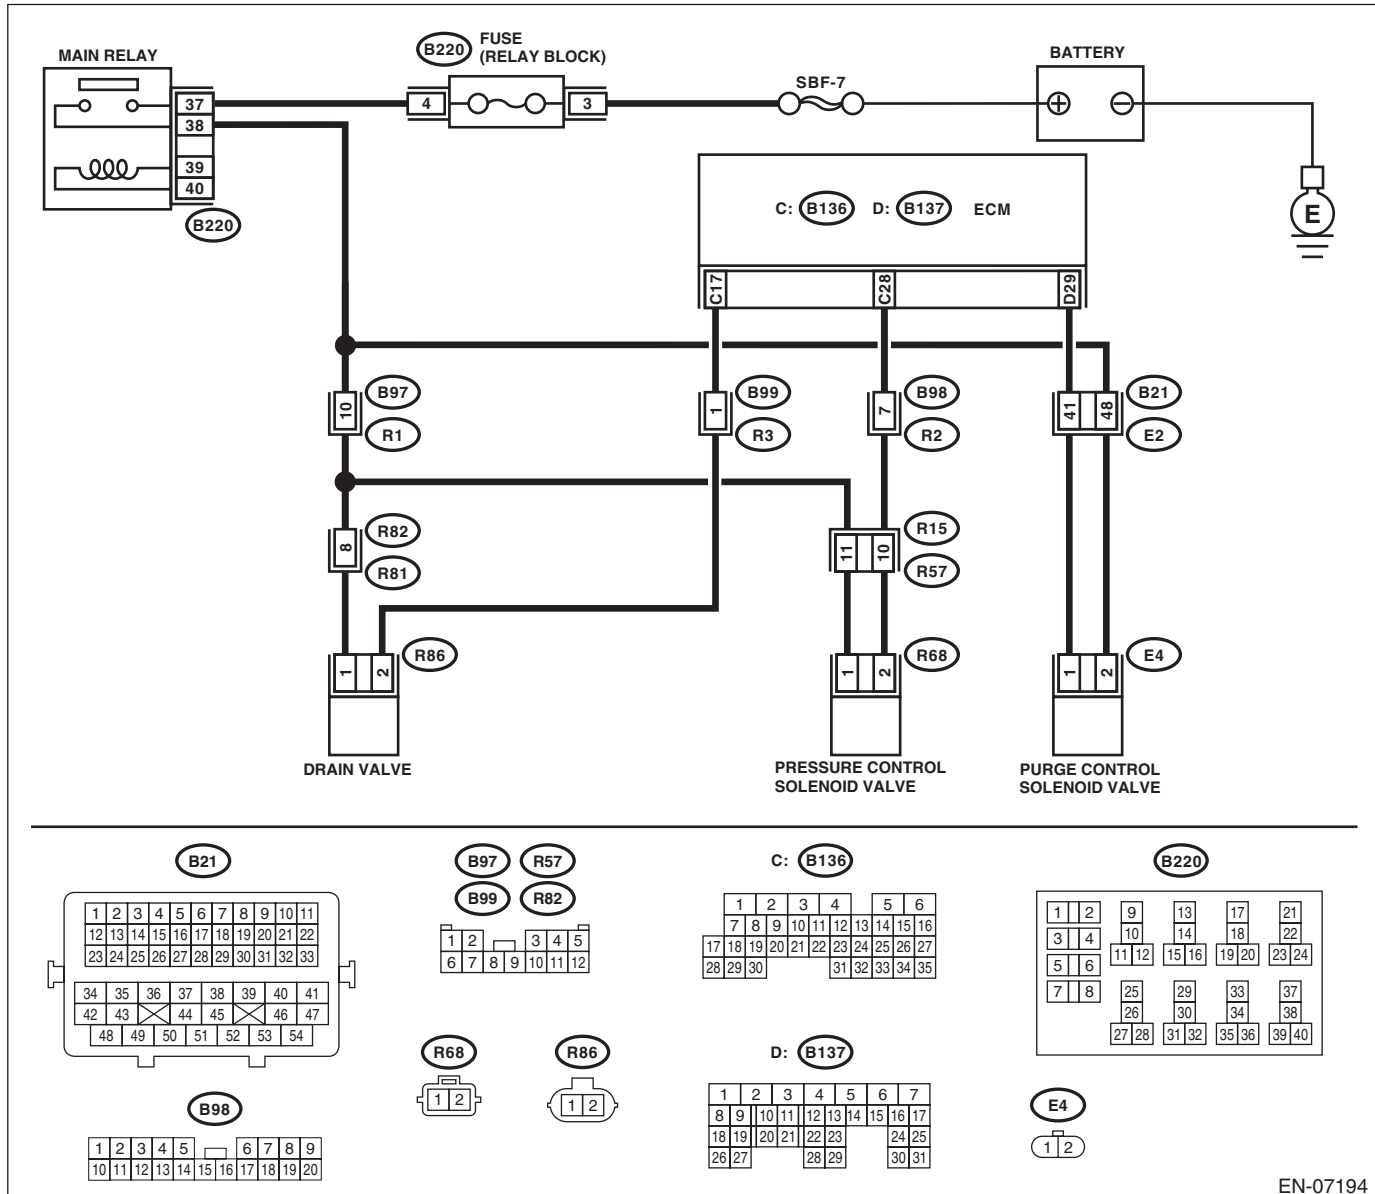 MAIN RELAY
37
38
39
40
B220
B220
FUSE
(RELAY BLOCK)
4
3
SBF-7
BATTERY
+ −
E
C: B136 D: B137 ECM
C17
C28
D29
10
B97
R1
1
B99
R3
7
B98
R2
41 48
B21
E2
8
R82
R81
11 10
R15
R57
1 2
R86
DRAIN VALVE
1 2
R68
PRESSURE CONTROL
SOLENOID VALVE
1 2
E4
PURGE CONTROL
SOLENOID VALVE
B21
1 2 3 4 5 6 7 8 9 10 11
12 13 14 15 16 17 18 19 20 21 22
23 24 25 26 27 28 29 30 31 32 33
34 35 36 37 38 39 40 41
42 43 44 45 46 47
48 49 50 51 52 53 54
B97 R57
B99 R82
1 2 3 4 5
6 7 8 9 10 11 12
C: B136
1 2 3 4 5 6
7 8 9 10 11 12 13 14 15 16
17 18 19 20 21 22 23 24 25 26 27
28 29 30 31 32 33 34 35
B220
1 2 9 13 17 21
3 4 10 14 18 22
5 6 11 12 15 16 19 20 23 24
7 8 25 29 33 37
26 30 34 38
27 28 31 32 35 36 39 40
B98
1 2 3 4 5 6 7 8 9
10 11 12 13 14 15 16 17 18 19 20
R68
1 2
R86
1 2
D: B137
1 2 3 4 5 6 7
8 9 10 11 12 13 14 15 16 17
18 19 20 21 22 23 24 25
26 27 28 29 30 31
E4
1 2
EN-07194